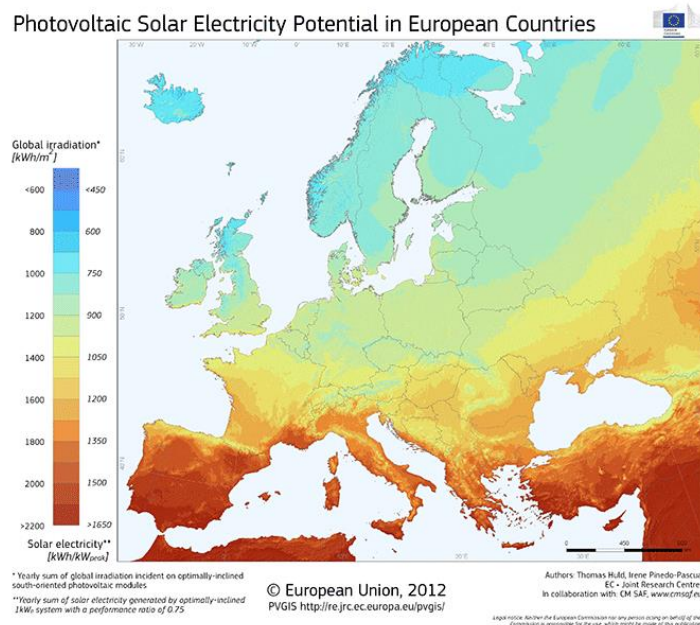 Photovoltaic Solar Electricity Potential in European Countries
Global irradiation*
[kWh/m²]
<600 <450
800 600
1000 750
1200 900
1400 1050
1600 1200
1800 1350
2000 1500
>2200 >1650
Solar electricity**
[kWh/kWpeak]
* Yearly sum of global irradiation incident on optimally-inclined
south-oriented photovoltaic modules
**Yearly sum of solar electricity generated by optimally-inclined
1kWp system with a performance ratio of 0.75
© European Union, 2012
PVGIS http://re.jrc.ec.europa.eu/pvgis/
Authors: Thomas Huld, Irene Pinedo-Pascua
EC • Joint Research Centre
In collaboration with: CM SAF, www.cmsaf.eu